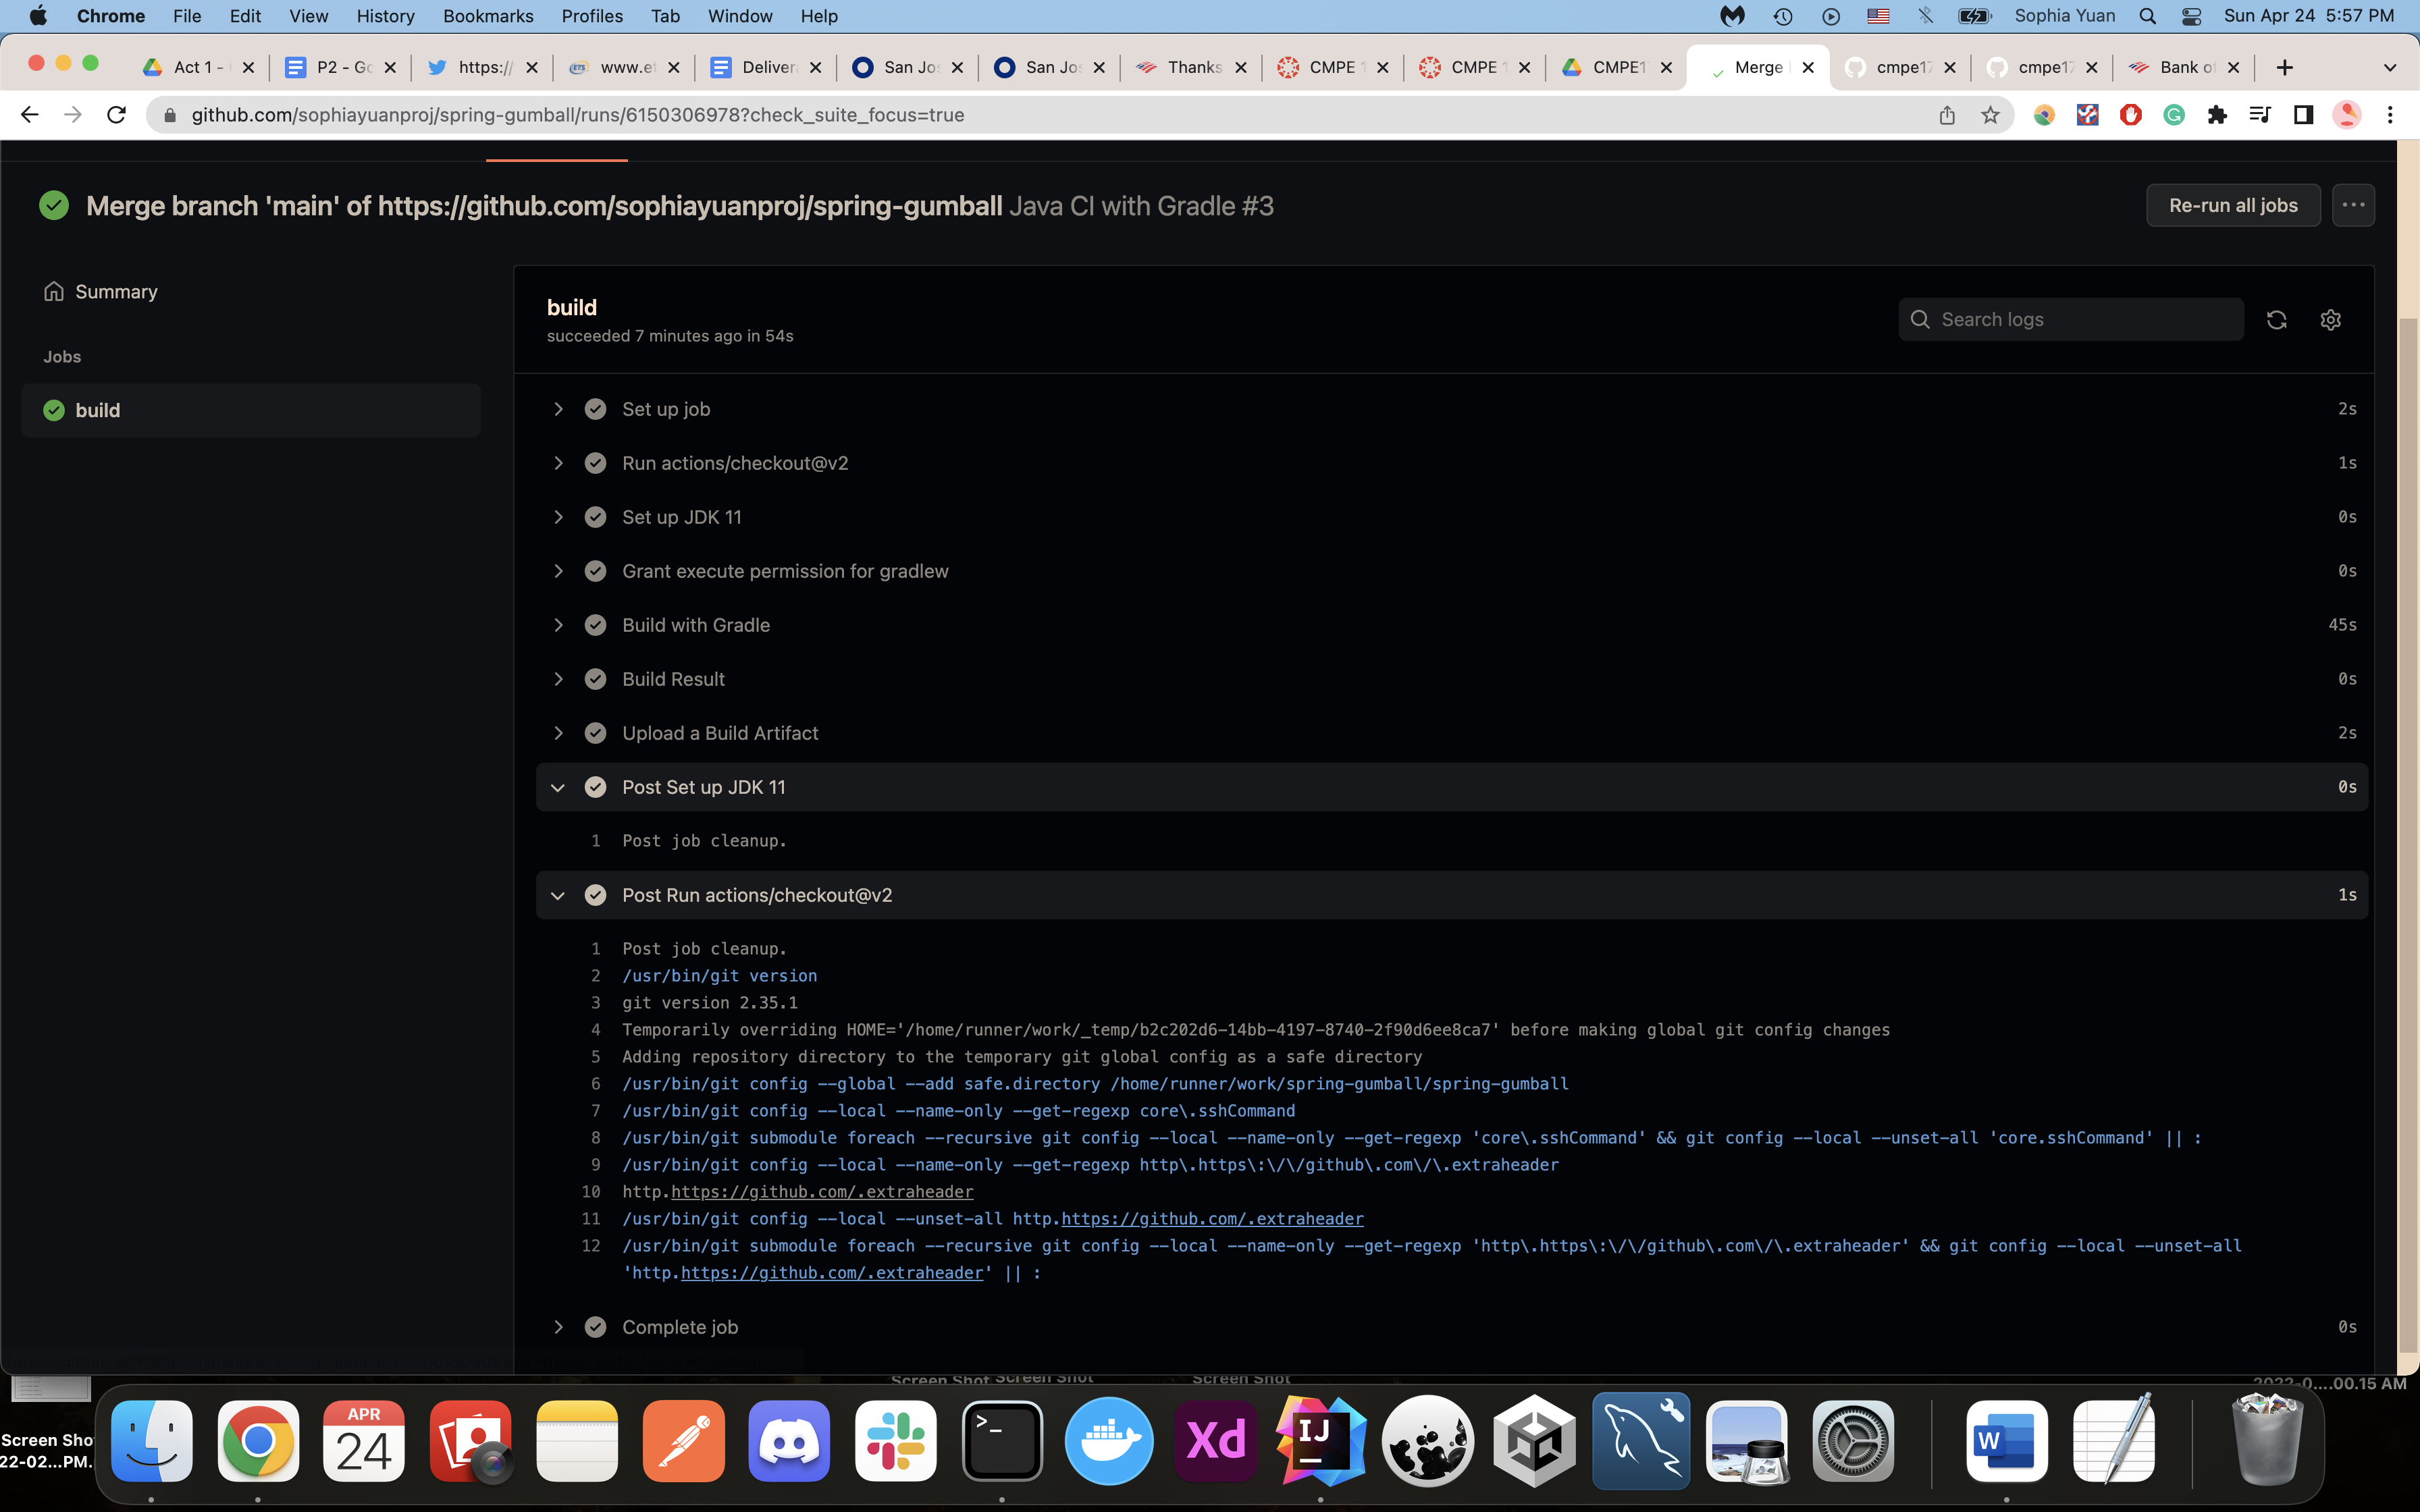 Chrome File Edit View History Bookmarks Profiles Tab Window Help Sophia Yuan Sun Apr 24 5:57 PM
Act 1 - P2 - Go https:// www.et Deliver San Jos San Jos Thanks CMPE 1 CMPE 1 CMPE1 Merge cmpe17 cmpe17 Bank of
github.com/sophiayuanproj/spring-gumball/runs/6150306978?check_suite_focus=true
Merge branch 'main' of https://github.com/sophiayuanproj/spring-gumball Java CI with Gradle #3
Re-run all jobs
Summary
Jobs
build
build
succeeded 7 minutes ago in 54s
Search logs
Set up job 2s
Run actions/checkout@v2 1s
Set up JDK 11 0s
Grant execute permission for gradlew 0s
Build with Gradle 45s
Build Result 0s
Upload a Build Artifact 2s
Post Set up JDK 11 0s
1 Post job cleanup.
Post Run actions/checkout@v2 1s
1 Post job cleanup.
2 /usr/bin/git version
3 git version 2.35.1
4 Temporarily overriding HOME='/home/runner/work/_temp/b2c202d6-14bb-4197-8740-2f90d6ee8ca7' before making global git config changes
5 Adding repository directory to the temporary git global config as a safe directory
6 /usr/bin/git config --global --add safe.directory /home/runner/work/spring-gumball/spring-gumball
7 /usr/bin/git config --local --name-only --get-regexp core\.sshCommand
8 /usr/bin/git submodule foreach --recursive git config --local --name-only --get-regexp 'core\.sshCommand' && git config --local --unset-all 'core.sshCommand' || :
9 /usr/bin/git config --local --name-only --get-regexp http\.https\:\/\/github\.com\/\.extraheader
10 http.https://github.com/.extraheader
11 /usr/bin/git config --local --unset-all http.https://github.com/.extraheader
12 /usr/bin/git submodule foreach --recursive git config --local --name-only --get-regexp 'http\.https\:\/\/github\.com\/\.extraheader' && git config --local --unset-all
'http.https://github.com/.extraheader' || :
Complete job 0s
Screen Shot Screen Shot Screen Shot
2022-0....00.15 AM
Screen Sho
22-02...PM.
APR
24
>_
Xd
IJ
W